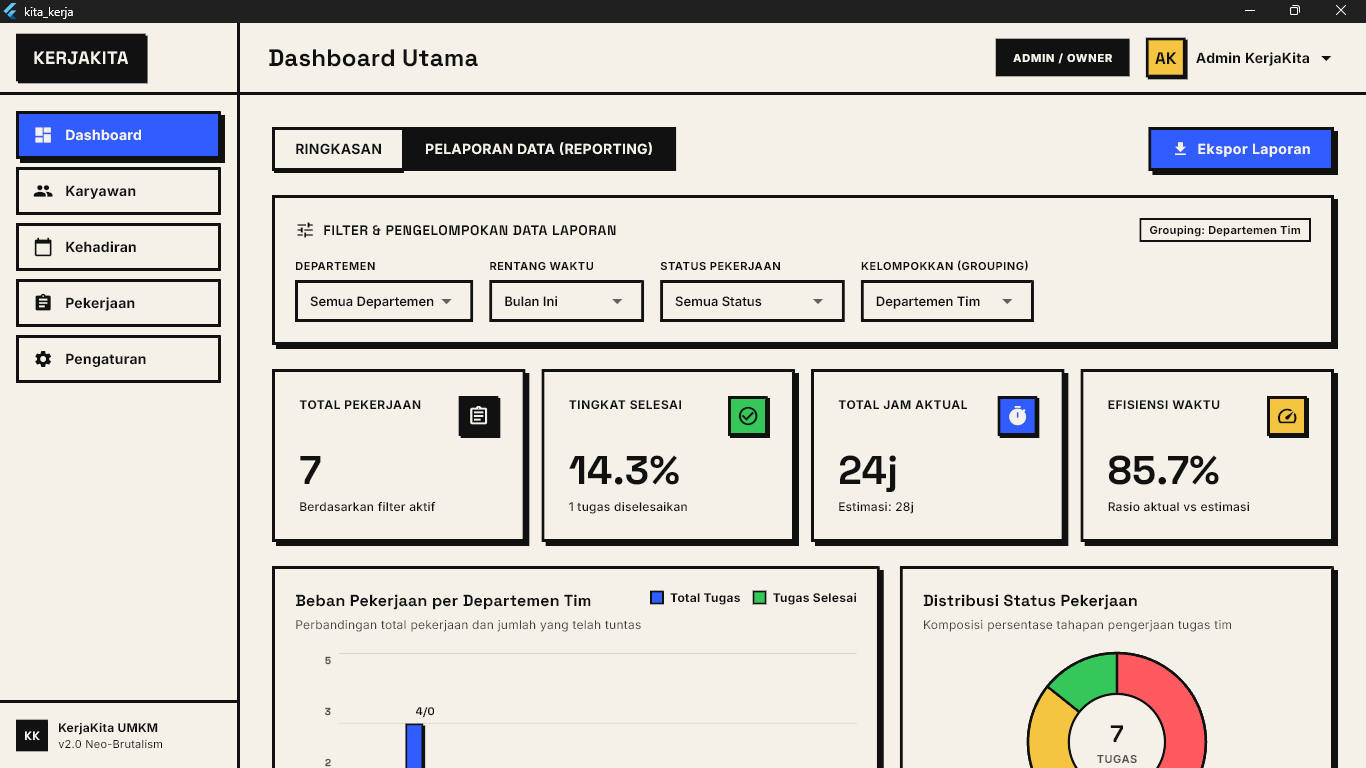 kita_kerja
KERJAKITA
Dashboard Utama
ADMIN / OWNER
AK
Admin KerjaKita
Dashboard
Karyawan
Kehadiran
Pekerjaan
Pengaturan
KK
KerjaKita UMKM
v2.0 Neo-Brutalism
RINGKASAN
PELAPORAN DATA (REPORTING)
Ekspor Laporan
FILTER & PENGELOMPOKAN DATA LAPORAN
Grouping: Departemen Tim
DEPARTEMEN
RENTANG WAKTU
STATUS PEKERJAAN
KELOMPOKKAN (GROUPING)
Semua Departemen
Bulan Ini
Semua Status
Departemen Tim
TOTAL PEKERJAAN
7
Berdasarkan filter aktif
TINGKAT SELESAI
14.3%
1 tugas diselesaikan
TOTAL JAM AKTUAL
24j
Estimasi: 28j
EFISIENSI WAKTU
85.7%
Rasio aktual vs estimasi
Beban Pekerjaan per Departemen Tim
Total Tugas
Tugas Selesai
Perbandingan total pekerjaan dan jumlah yang telah tuntas
5
3
4/0
2
Distribusi Status Pekerjaan
Komposisi persentase tahapan pengerjaan tugas tim
7
TUGAS